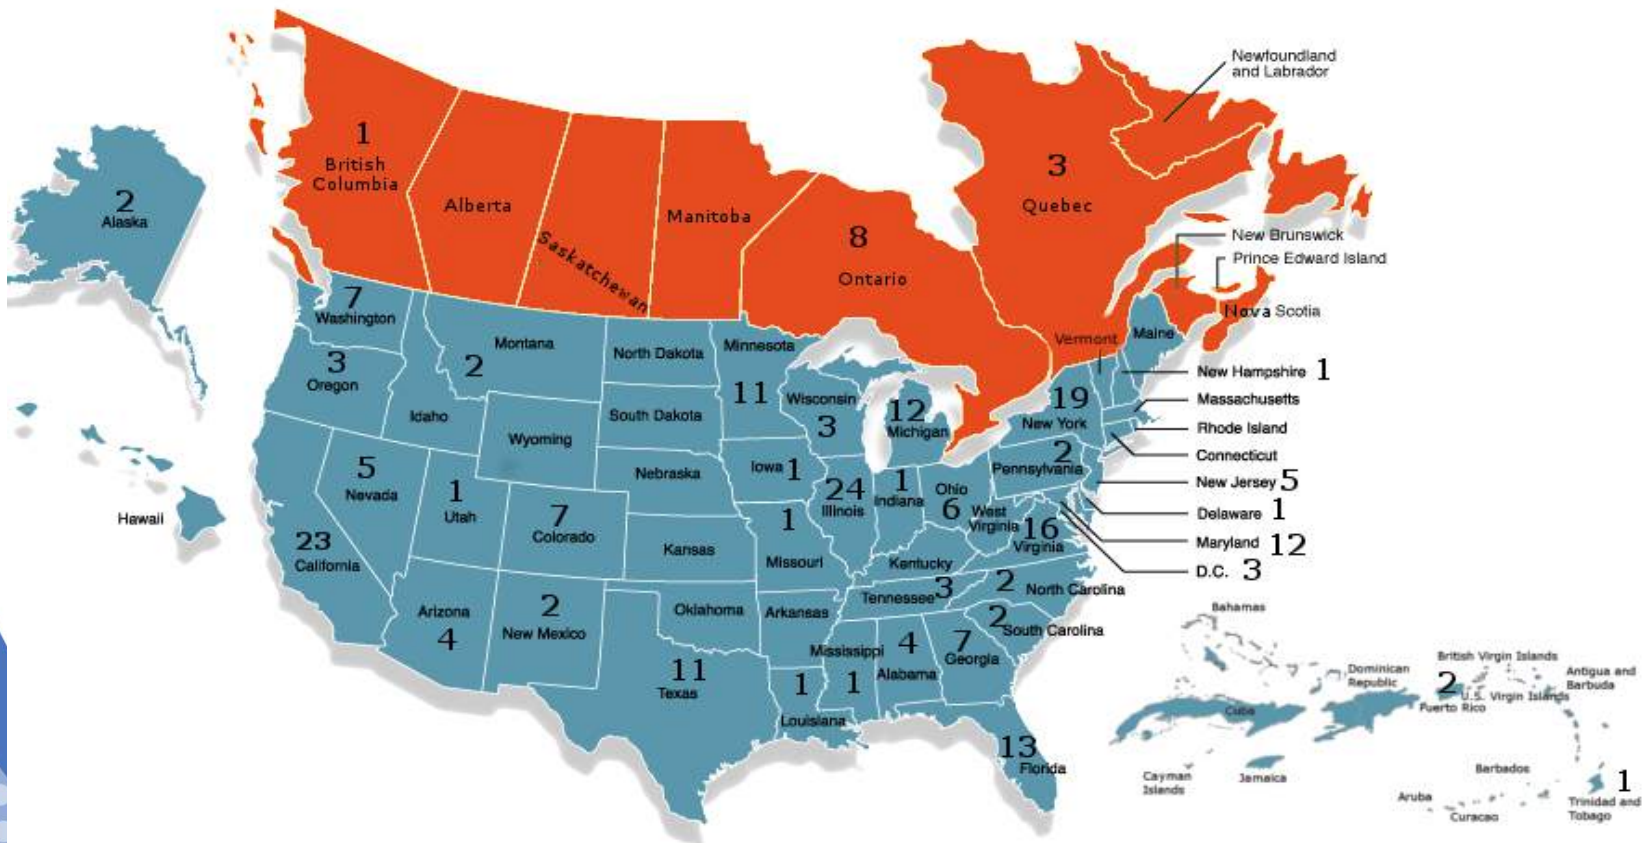 Newfoundland
and Labrador
1
British
Columbia
3
Quebec
2
Alaska
Alberta
Manitoba
Saskatchewan
8
Ontario
New Brunswick
Prince Edward Island
Nova Scotia
7
Washington
Montana
2
North Dakota
Minnesota
11
Vermont
Maine
3
Oregon
Idaho
South Dakota
Wisconsin
3
12
Michigan
19
New York
New Hampshire 1
Massachusetts
Rhode Island
Connecticut
New Jersey 5
Delaware 1
Maryland 12
D.C. 3
Wyoming
Nebraska
Iowa 1
24
Illinois
1
Indiana
Ohio
6
2
Pennsylvania
West
Virginia
16
Virginia
Hawaii
5
Nevada
1
Utah
7
Colorado
Kansas
1
Missouri
Kentucky
23
California
Arizona
4
2
New Mexico
Oklahoma
Arkansas
Tennessee 3
2
North Carolina
2
South Carolina
11
Texas
1
Louisiana
Mississippi
1
4
Alabama
7
Georgia
13
Florida
Bahamas
Dominican
Republic
British Virgin Islands
Antigua and
Barbuda
2
U.S. Virgin Islands
Puerto Rico
Cuba
Cayman
Islands
Jamaica
Barbados
Aruba
Curacao
1
Trinidad and
Tobago